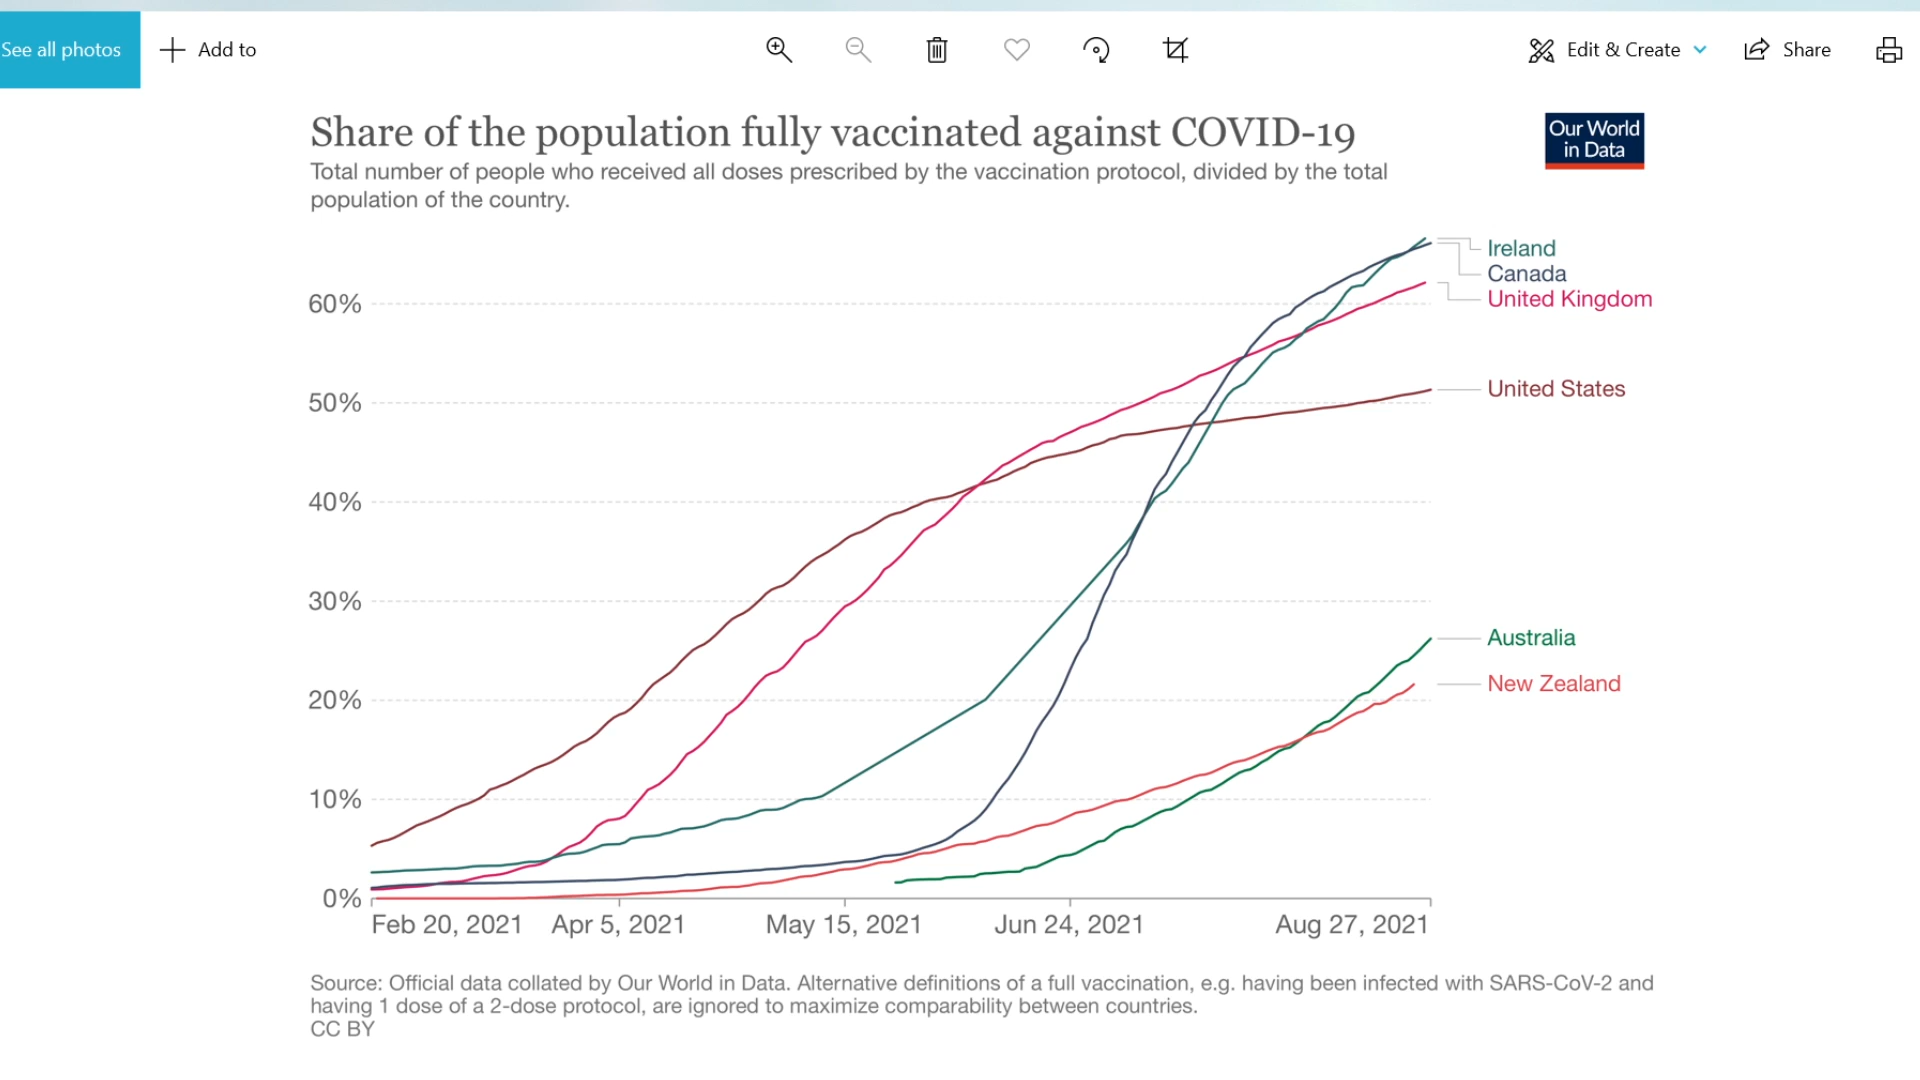 See all photos
Add to
Edit & Create
Share
Share of the population fully vaccinated against COVID-19
Our World
in Data
Total number of people who received all doses prescribed by the vaccination protocol, divided by the total
population of the country.
Ireland
Canada
United Kingdom
60%
United States
50%
40%
30%
Australia
New Zealand
20%
10%
0%
Feb 20, 2021 Apr 5, 2021 May 15, 2021 Jun 24, 2021 Aug 27, 2021
Source: Official data collated by Our World in Data. Alternative definitions of a full vaccination, e.g. having been infected with SARS-CoV-2 and
having 1 dose of a 2-dose protocol, are ignored to maximize comparability between countries.
CC BY